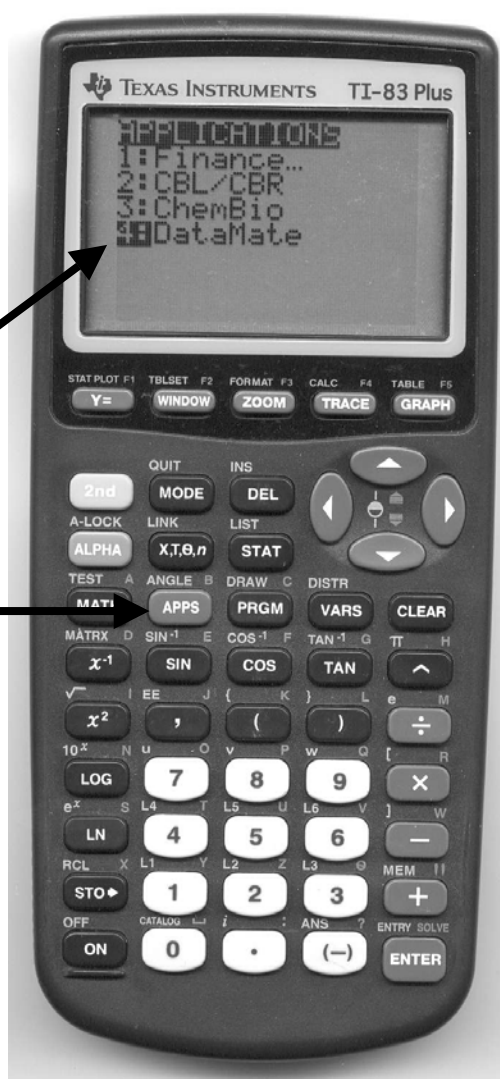 TEXAS INSTRUMENTS TI-83 Plus
APPLICATIONS
1:Finance…
2:CBL/CBR
3:ChemBio
4:DataMate
STAT PLOT F1 TBLSET F2 FORMAT F3 CALC F4 TABLE F5
Y= WINDOW ZOOM TRACE GRAPH
QUIT INS
2nd MODE DEL
A-LOCK LINK LIST
ALPHA X,T,Θ,n STAT
TEST A ANGLE B DRAW C DISTR
APPS PRGM VARS CLEAR
MATRX D SIN⁻¹ E COS⁻¹ F TAN⁻¹ G π H
x⁻¹ SIN COS TAN ^
√ I EE J { K } L e M
x² , ( ) ÷
10ˣ N u O v P w Q [ R
LOG 7 8 9 ×
eˣ S L4 T L5 U L6 V ] W
LN 4 5 6 −
RCL X L1 Y L2 Z L3 Θ MEM "
STO▸ 1 2 3 +
OFF CATALOG ⎵ i : ANS ? ENTRY SOLVE
ON 0 . (−) ENTER